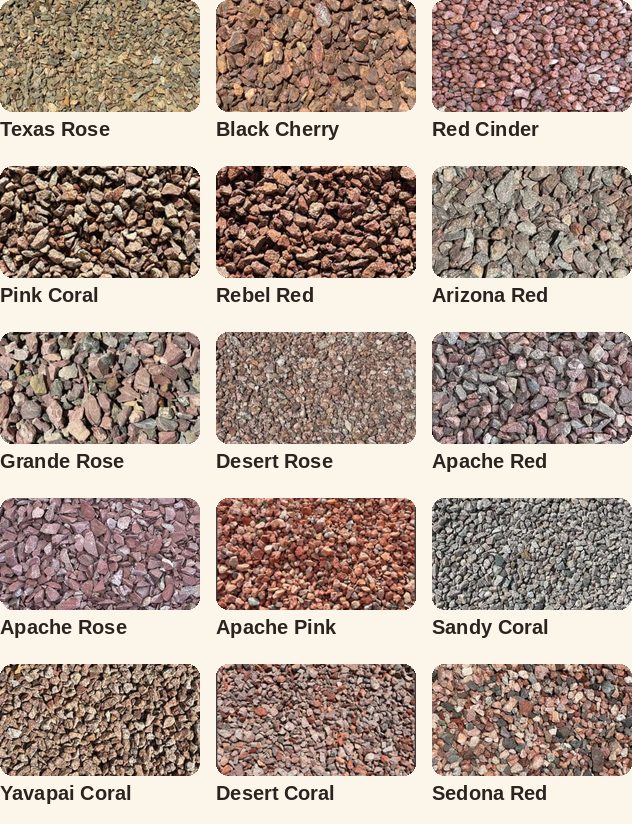 Texas Rose
Black Cherry
Red Cinder
Pink Coral
Rebel Red
Arizona Red
Grande Rose
Desert Rose
Apache Red
Apache Rose
Apache Pink
Sandy Coral
Yavapai Coral
Desert Coral
Sedona Red